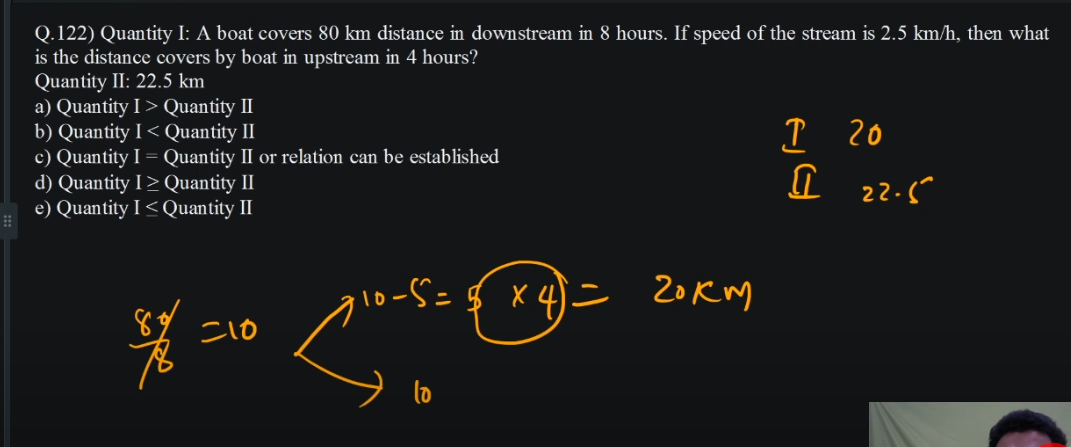 Q.122) Quantity I: A boat covers 80 km distance in downstream in 8 hours. If speed of the stream is 2.5 km/h, then what
is the distance covers by boat in upstream in 4 hours?
Quantity II: 22.5 km
a) Quantity I > Quantity II
b) Quantity I < Quantity II
c) Quantity I = Quantity II or relation can be established
d) Quantity I ≥ Quantity II
e) Quantity I ≤ Quantity II
I 20
II 22.5
10-5= 5 × 4 = 20KM
80/8 =10
10